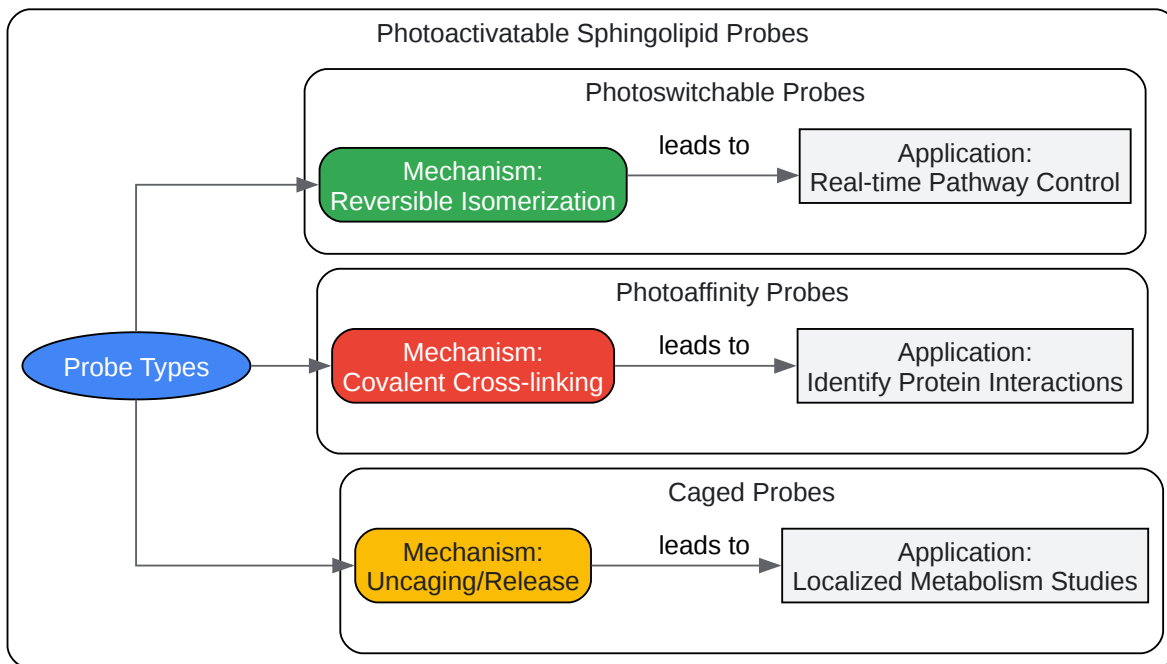 Photoactivatable Sphingolipid Probes
Photoswitchable Probes
Mechanism:
Reversible Isomerization
leads to
Application:
Real-time Pathway Control
Photoaffinity Probes
Probe Types
Mechanism:
Covalent Cross-linking
leads to
Application:
Identify Protein Interactions
Caged Probes
Mechanism:
Uncaging/Release
leads to
Application:
Localized Metabolism Studies